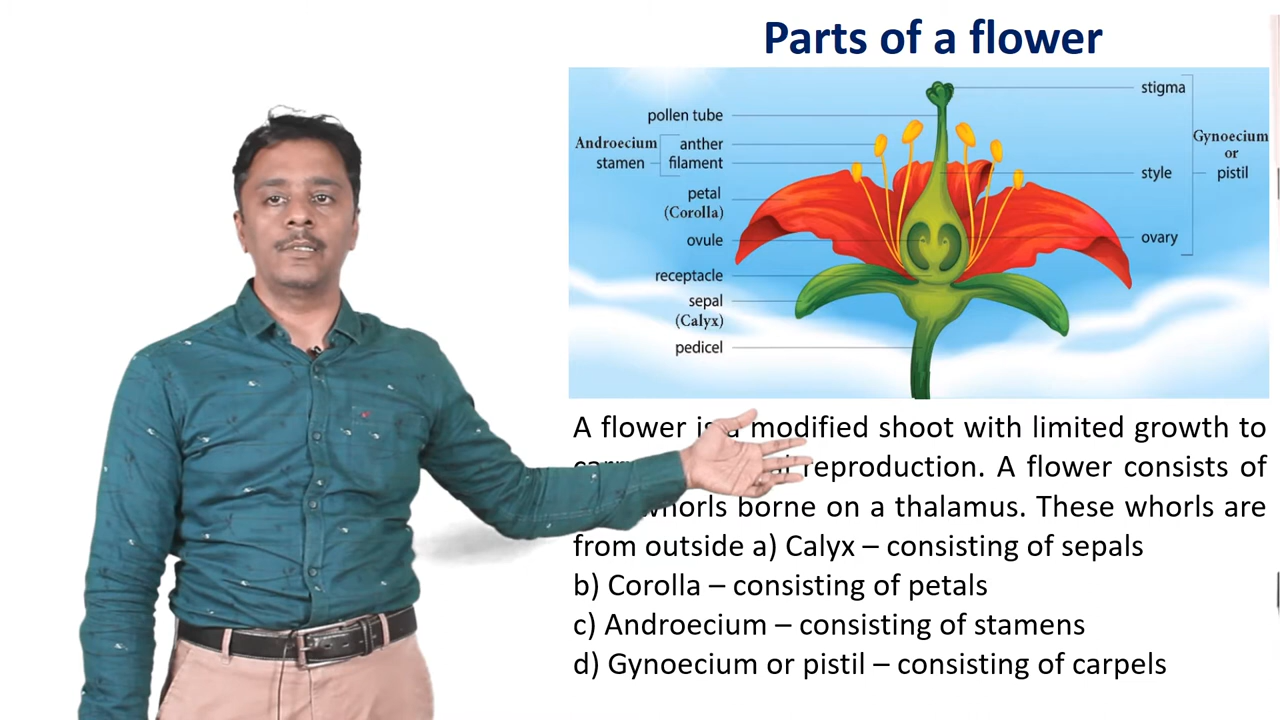 Parts of a flower
stigma
pollen tube
Gynoecium
Androecium
anther
or
stamen
filament
style
pistil
petal
(Corolla)
ovule
ovary
receptacle
sepal
(Calyx)
pedicel
A flower is a modified shoot with limited growth to
reproduction. A flower consists of
whorls borne on a thalamus. These whorls are
from outside a) Calyx – consisting of sepals
b) Corolla – consisting of petals
c) Androecium – consisting of stamens
d) Gynoecium or pistil – consisting of carpels